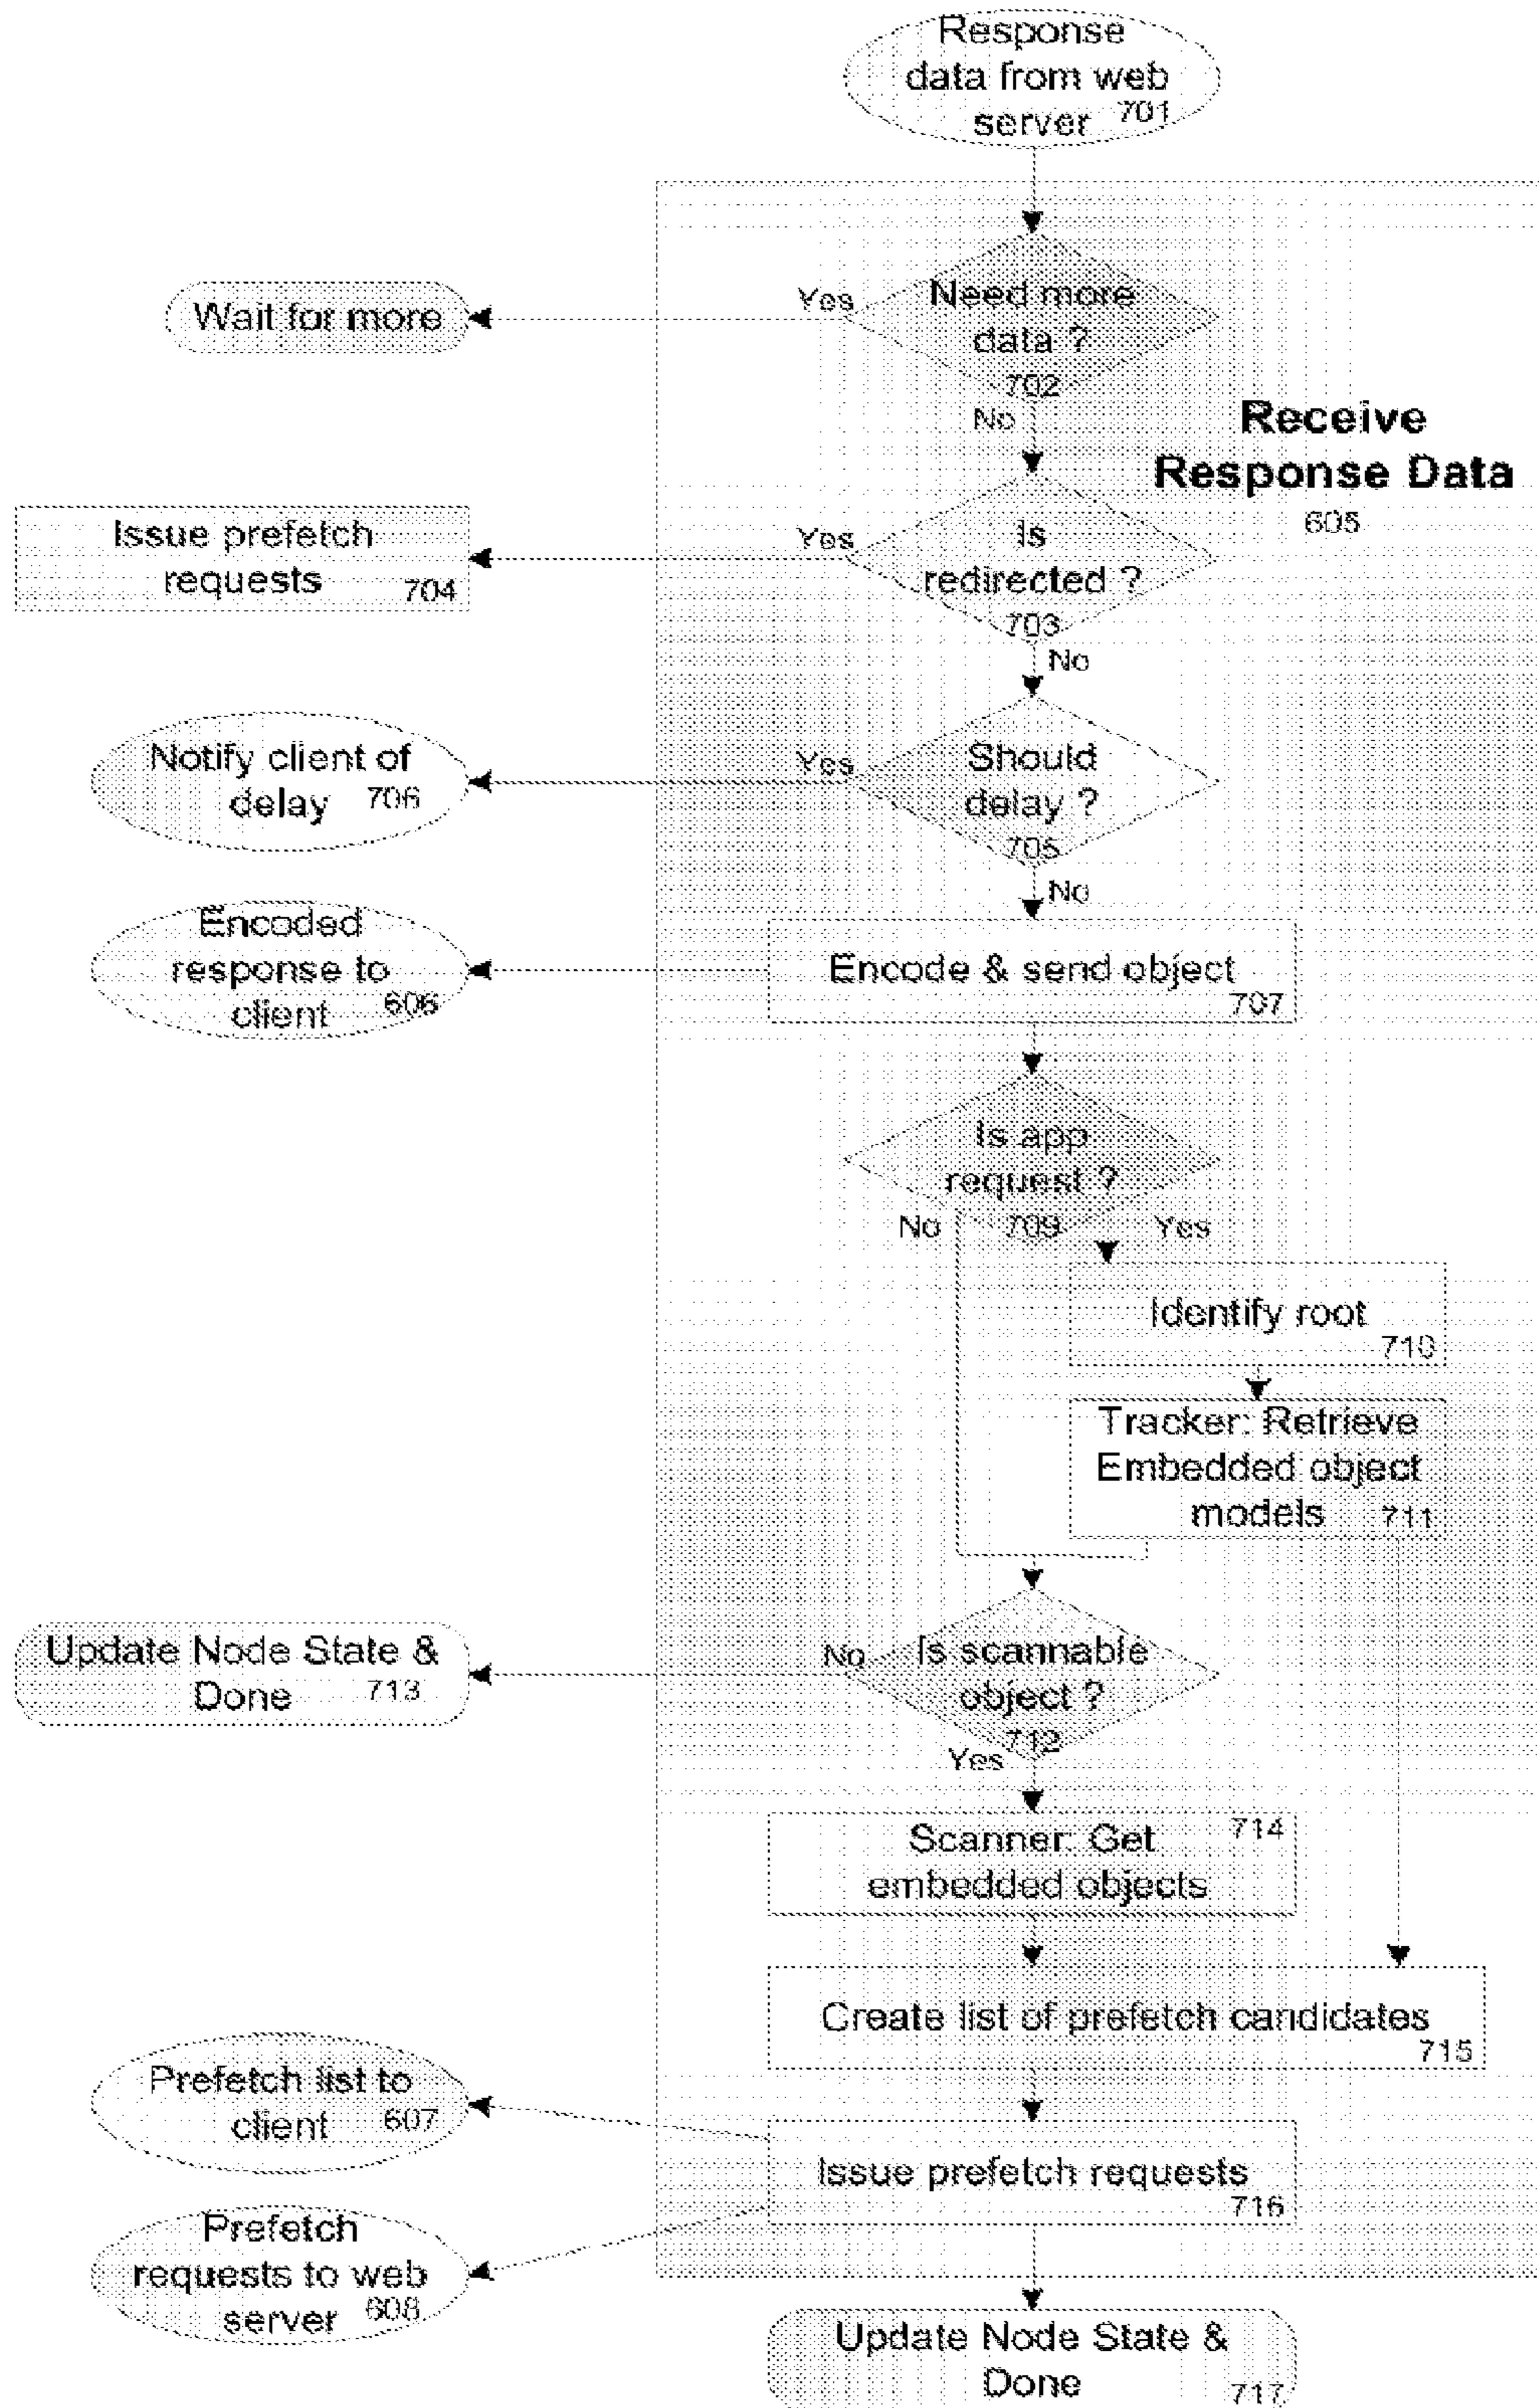 Response
data from web
server 701
Need more
data ?
702
Yes
Wait for more
No
Receive
Response Data
605
Is
redirected ?
703
Yes
Issue prefetch
requests 704
No
Should
delay ?
705
Yes
Notify client of
delay 706
No
Encode & send object
707
Encoded
response to
client 606
Is app
request ?
709
No
Yes
Identify root
710
Tracker: Retrieve
Embedded object
models 711
Is scannable
object ?
712
No
Update Node State &
Done 713
Yes
Scanner: Get 714
embedded objects
Create list of prefetch candidates
715
Prefetch list to
client 607
Issue prefetch requests
716
Prefetch
requests to web
server 608
Update Node State &
Done 717